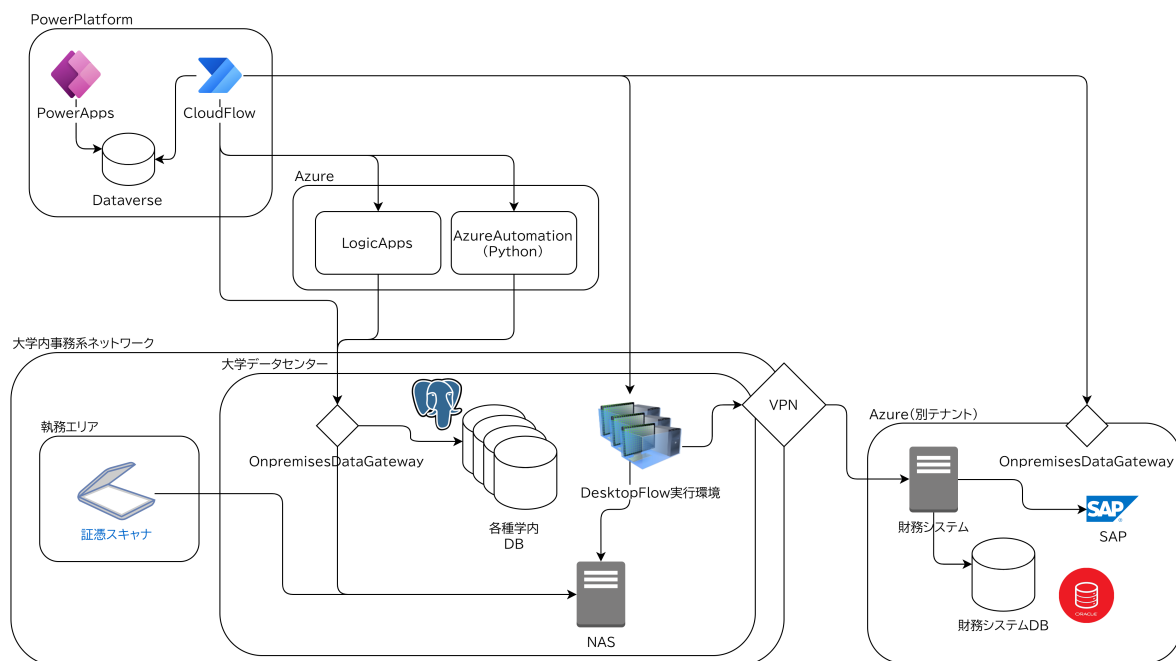 PowerPlatform
PowerApps
CloudFlow
Dataverse
Azure
LogicApps
AzureAutomation
(Python)
大学内事務系ネットワーク
大学データセンター
VPN
Azure(別テナント)
執務エリア
OnpremisesDataGateway
OnpremisesDataGateway
DesktopFlow実行環境
証憑スキャナ
各種学内
DB
財務システム
SAP
SAP
ORACLE
財務システムDB
NAS